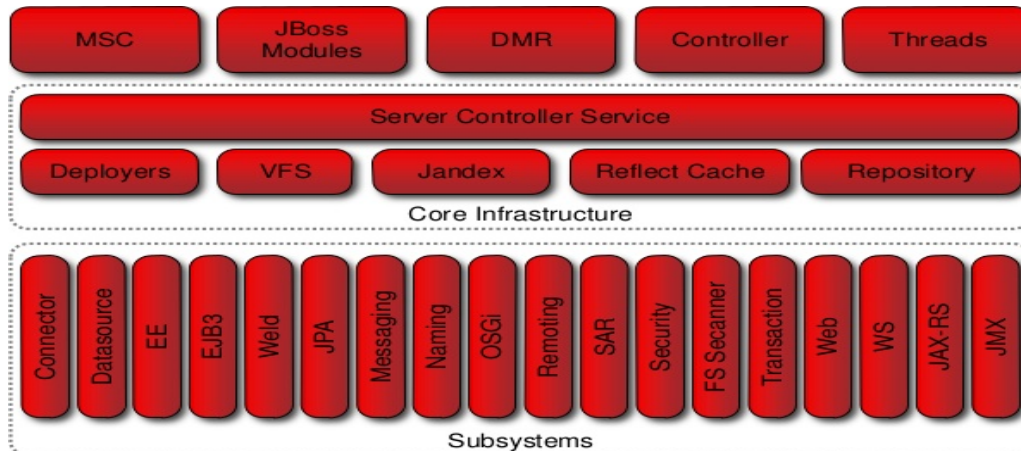 MSC
JBoss
Modules
DMR
Controller
Threads
Server Controller Service
Deployers
VFS
Jandex
Reflect Cache
Repository
Core Infrastructure
Connector
Datasource
EE
EJB3
Weld
JPA
Messaging
Naming
OSGi
Remoting
SAR
Security
FS Secanner
Transaction
Web
WS
JAX-RS
JMX
Subsystems